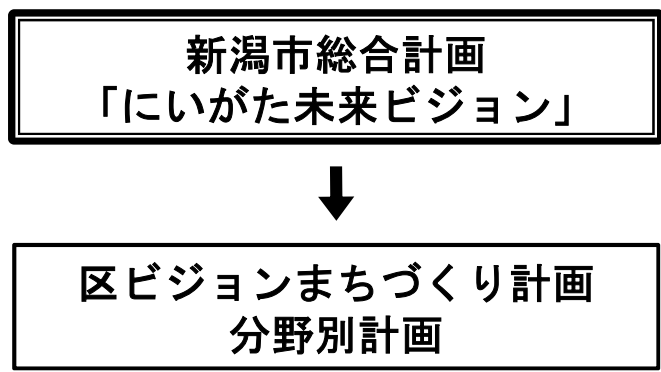 新潟市総合計画
「にいがた未来ビジョン」
区ビジョンまちづくり計画
分野別計画